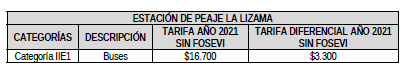 ESTACIÓN DE PEAJE LA LIZAMA
CATEGORÍAS DESCRIPCIÓN TARIFA AÑO 2021 SIN FOSEVI TARIFA DIFERENCIAL AÑO 2021 SIN FOSEVI
Categoría IIE1 Buses $16.700 $3.300